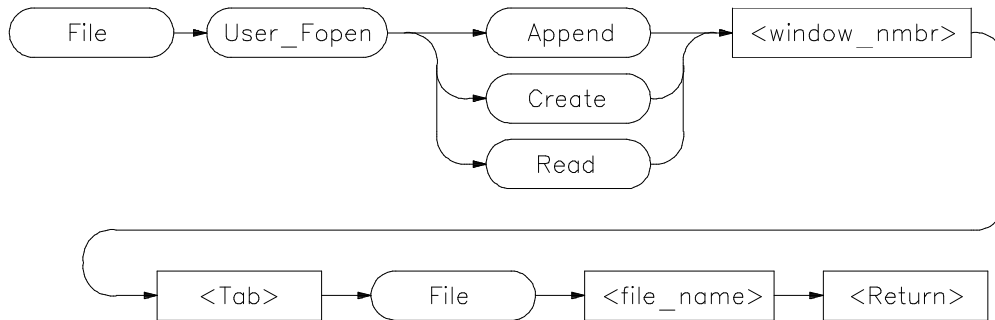 File
User_Fopen
Append
<window_nmbr>
Create
Read
<Tab>
File
<file_name>
<Return>